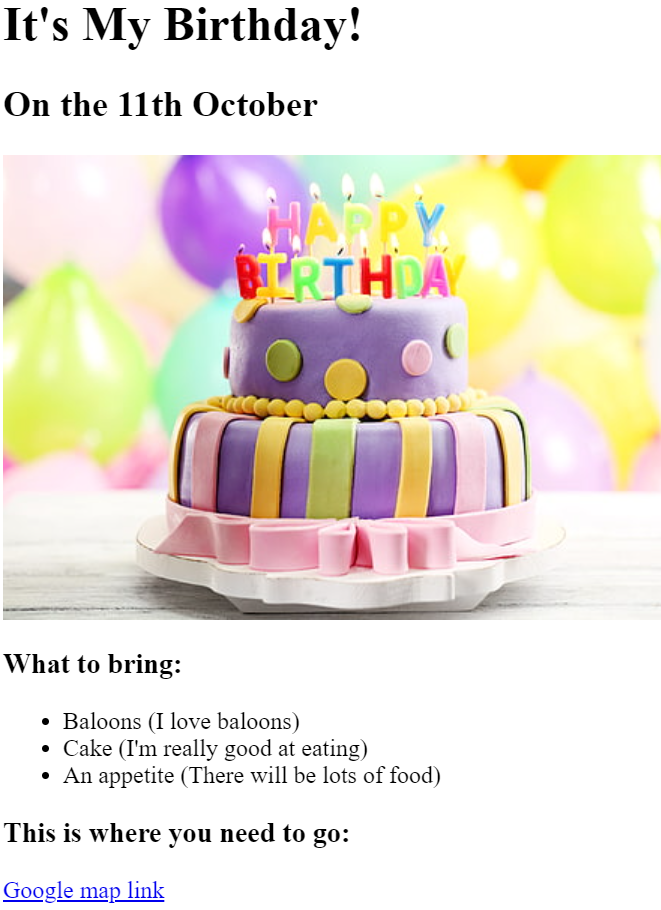 It's My Birthday!
On the 11th October
HAPPY
BIRTHDAY
What to bring:
Baloons (I love baloons)
Cake (I'm really good at eating)
An appetite (There will be lots of food)
This is where you need to go:
Google map link